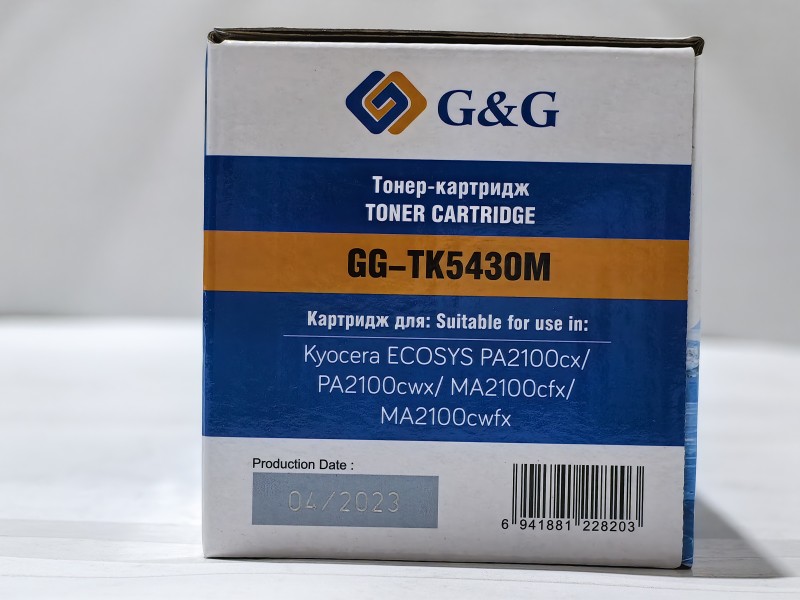 G&G
Тонер-картридж
TONER CARTRIDGE
GG-TK5430M
Картридж для: Suitable for use in:
Kyocera ECOSYS PA2100cx/
PA2100cwx/ MA2100cfx/
MA2100cwfx
Production Date :
04/2023
6 941881 228203